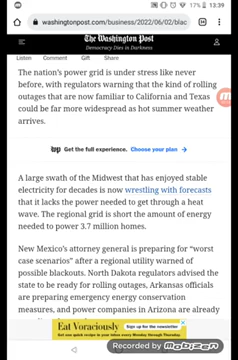 17% 13:39
washingtonpost.com/business/2022/06/02/blac
The Washington Post
Democracy Dies in Darkness
Listen Comment Gift Share
The nation's power grid is under stress like never
before, with regulators warning that the kind of rolling
outages that are now familiar to California and Texas
could be far more widespread as hot summer weather
arrives.
wp Get the full experience. Choose your plan →
A large swath of the Midwest that has enjoyed stable
electricity for decades is now wrestling with forecasts
that it lacks the power needed to get through a heat
wave. The regional grid is short the amount of energy
needed to power 3.7 million homes.
New Mexico's attorney general is preparing for “worst
case scenarios” after a regional utility warned of
possible blackouts. North Dakota regulators advised the
state to be ready for rolling outages, Arkansas officials
are preparing emergency energy conservation
measures, and power companies in Arizona are already
Eat Voraciously
Sign up for the newsletter
RECORDED WITH
Mobizen